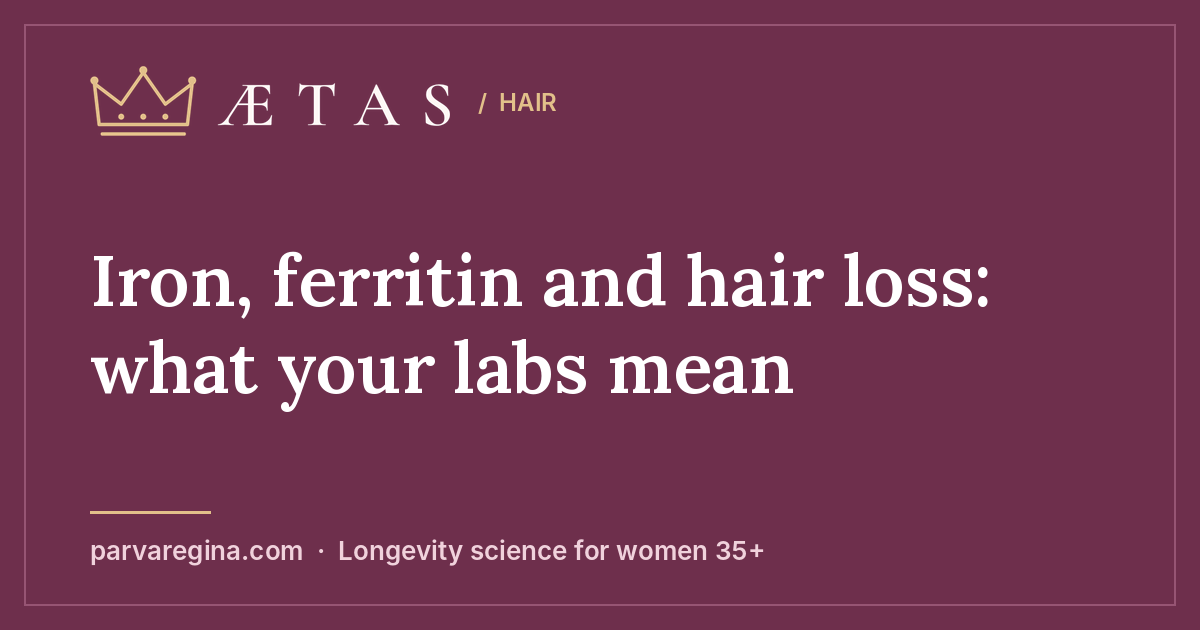 ÆTAS / HAIR
Iron, ferritin and hair loss:
what your labs mean
parvaregina.com · Longevity science for women 35+